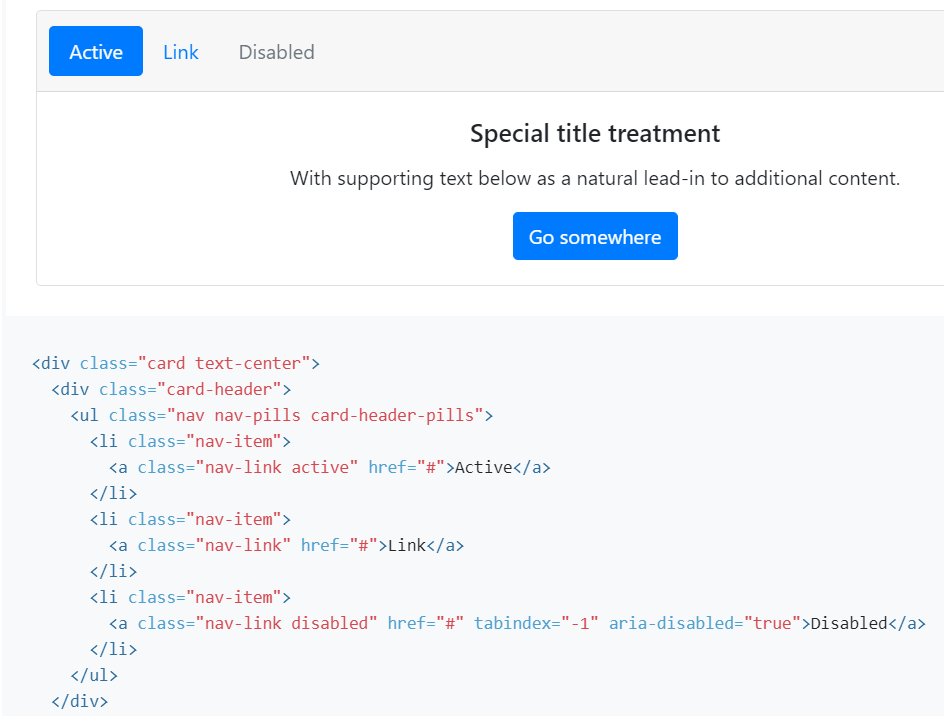 Active Link Disabled
Special title treatment
With supporting text below as a natural lead-in to additional content.
Go somewhere
<div class="card text-center">
  <div class="card-header">
    <ul class="nav nav-pills card-header-pills">
      <li class="nav-item">
        <a class="nav-link active" href="#">Active</a>
      </li>
      <li class="nav-item">
        <a class="nav-link" href="#">Link</a>
      </li>
      <li class="nav-item">
        <a class="nav-link disabled" href="#" tabindex="-1" aria-disabled="true">Disabled</a>
      </li>
    </ul>
  </div>